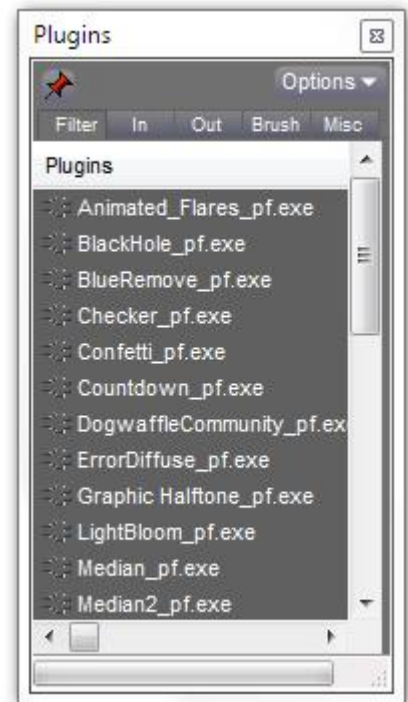 Plugins
Options
Filter In Out Brush Misc
Plugins
Animated_Flares_pf.exe
BlackHole_pf.exe
BlueRemove_pf.exe
Checker_pf.exe
Confetti_pf.exe
Countdown_pf.exe
DogwaffleCommunity_pf.ex
ErrorDiffuse_pf.exe
Graphic Halftone_pf.exe
LightBloom_pf.exe
Median_pf.exe
Median2_pf.exe